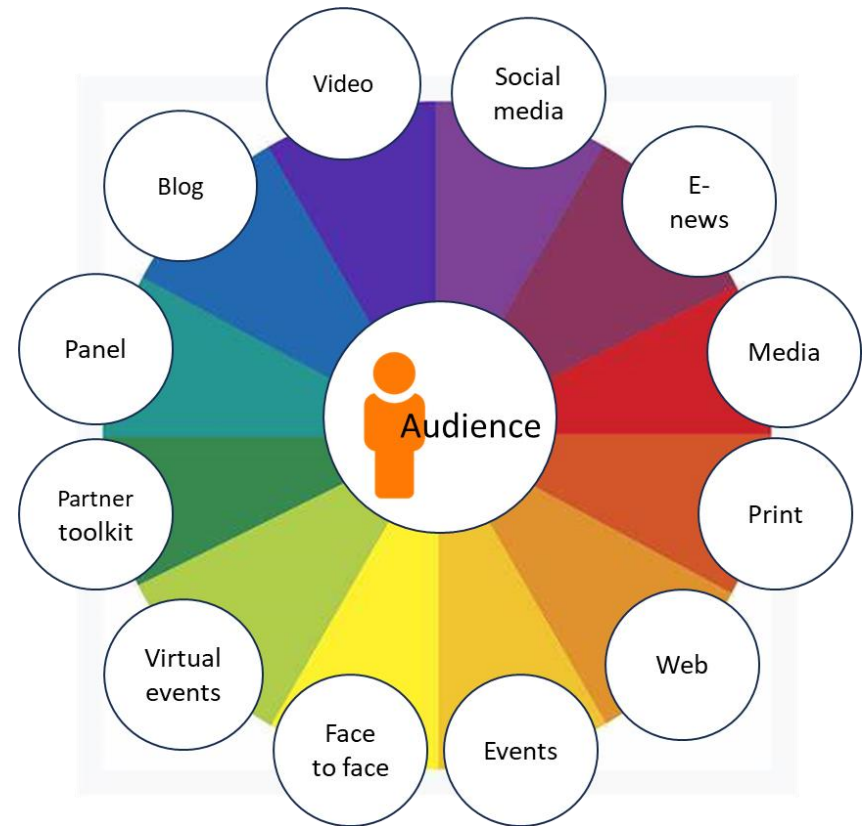 Video
Social
media
Blog
E-
news
Panel
Media
Audience
Partner
toolkit
Print
Virtual
events
Web
Face
to face
Events